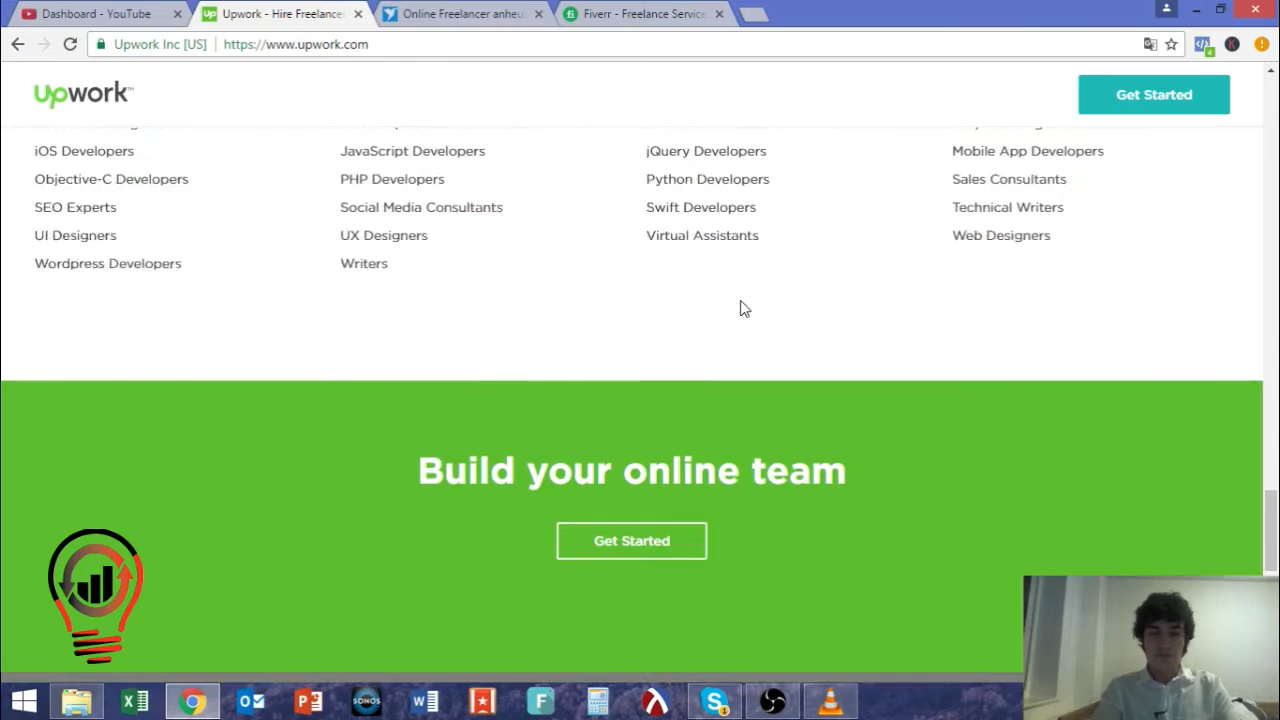 Dashboard - YouTube
Upwork - Hire Freelance
Online Freelancer anheu
Fiverr - Freelance Service
Upwork Inc [US]
https://www.upwork.com
upwork
Get Started
iOS Developers
JavaScript Developers
jQuery Developers
Mobile App Developers
Objective-C Developers
PHP Developers
Python Developers
Sales Consultants
SEO Experts
Social Media Consultants
Swift Developers
Technical Writers
UI Designers
UX Designers
Virtual Assistants
Web Designers
Wordpress Developers
Writers
Build your online team
Get Started
SONOS